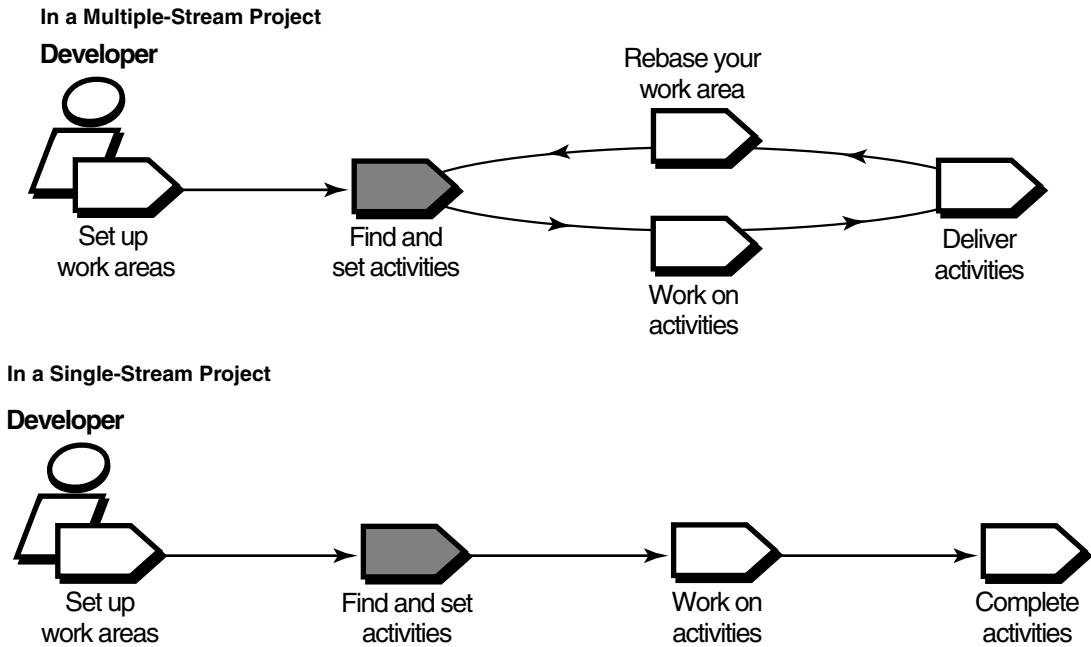 In a Multiple-Stream Project
Developer
Rebase your
work area
Set up
work areas
Find and
set activities
Deliver
activities
Work on
activities
In a Single-Stream Project
Developer
Set up
work areas
Find and set
activities
Work on
activities
Complete
activities